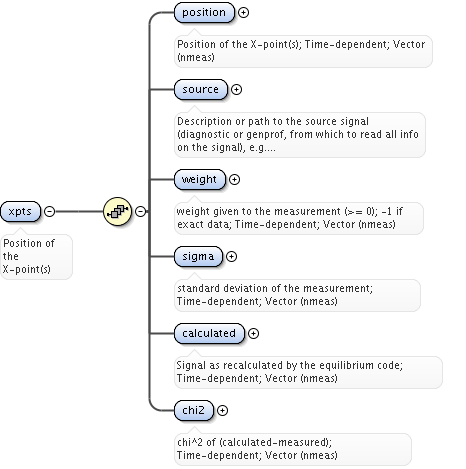 position
Position of the X-point(s); Time-dependent; Vector
(nmeas)
source
Description or path to the source signal
(diagnostic or genprof, from which to read all info
on the signal), e.g....
weight
weight given to the measurement (>= 0); -1 if
exact data; Time-dependent; Vector (nmeas)
xpts
Position of
the
X-point(s)
sigma
standard deviation of the measurement;
Time-dependent; Vector (nmeas)
calculated
Signal as recalculated by the equilibrium code;
Time-dependent; Vector (nmeas)
chi2
chi^2 of (calculated-measured);
Time-dependent; Vector (nmeas)